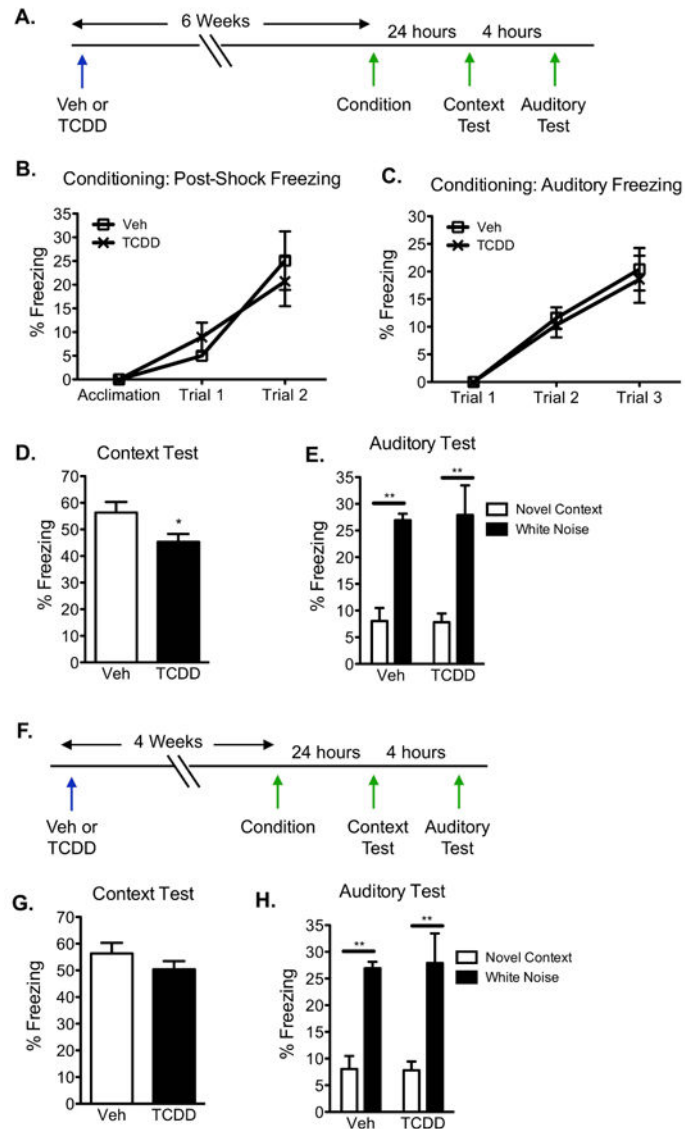 A.
6 Weeks
24 hours 4 hours
Veh or
TCDD
Condition
Context
Test
Auditory
Test
B. Conditioning: Post-Shock Freezing
% Freezing
35
30
25
20
15
10
5
0
Veh
TCDD
Acclimation Trial 1 Trial 2
C. Conditioning: Auditory Freezing
% Freezing
35
30
25
20
15
10
5
0
Veh
TCDD
Trial 1 Trial 2 Trial 3
D. Context Test
% Freezing
70
60
50
40
30
20
10
0
*
Veh TCDD
E. Auditory Test
% Freezing
35
30
25
20
15
10
5
0
** **
Novel Context
White Noise
Veh TCDD
F.
4 Weeks
24 hours 4 hours
Veh or
TCDD
Condition
Context
Test
Auditory
Test
G. Context Test
% Freezing
70
60
50
40
30
20
10
0
Veh TCDD
H. Auditory Test
% Freezing
35
30
25
20
15
10
5
0
** **
Novel Context
White Noise
Veh TCDD